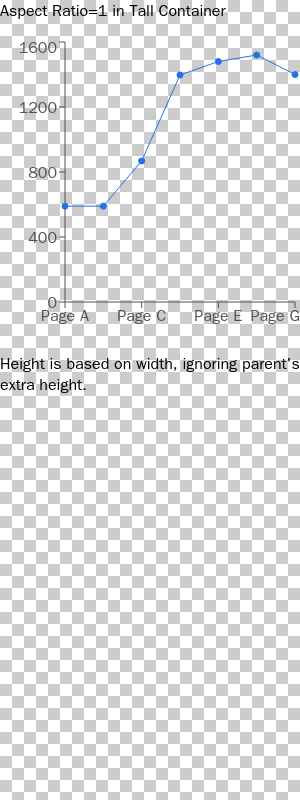 Aspect Ratio=1 in Tall Container
1600
1200
800
400
0
Page A Page C Page E Page G
Height is based on width, ignoring parent's
extra height.